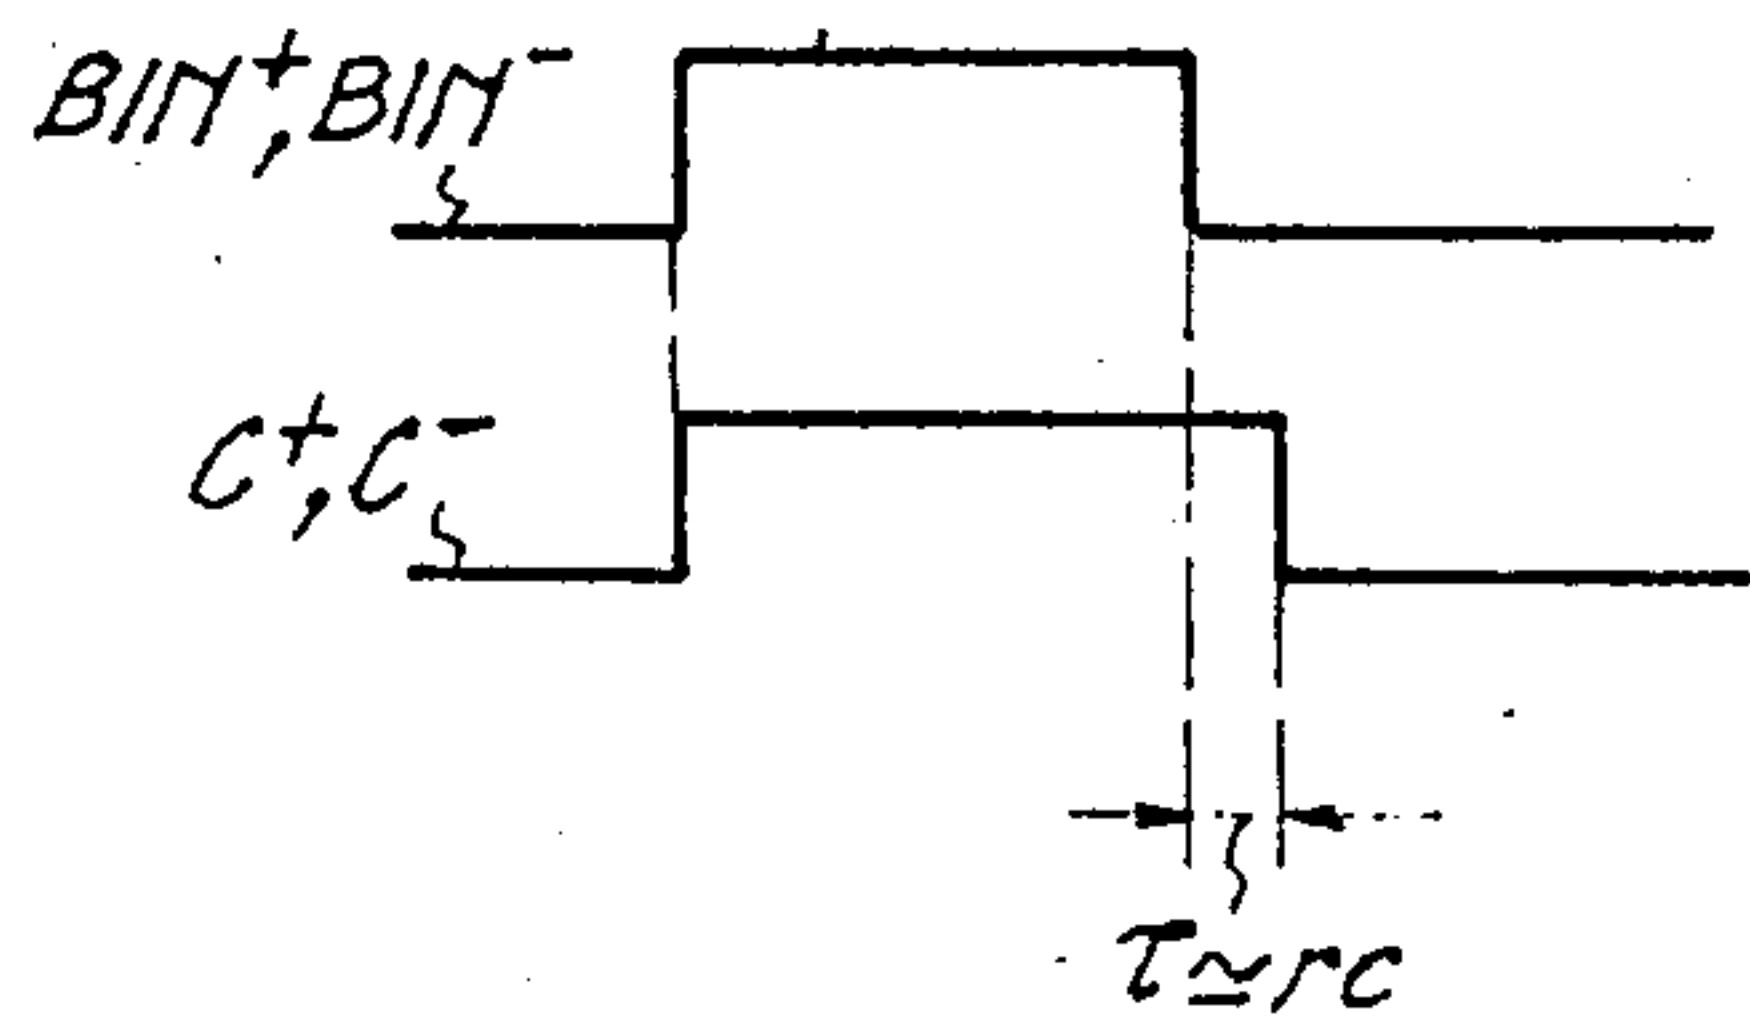 BIN⁺, BIN⁻
C⁺, C⁻
τ≃rc